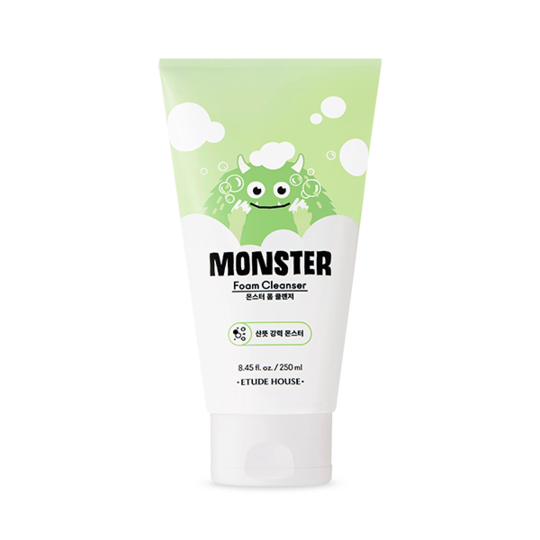 MONSTER
Foam Cleanser
몬스터 폼 클렌저
산뜻 강력 몬스터
8.45 fl. oz. / 250 ml
·ETUDE HOUSE·